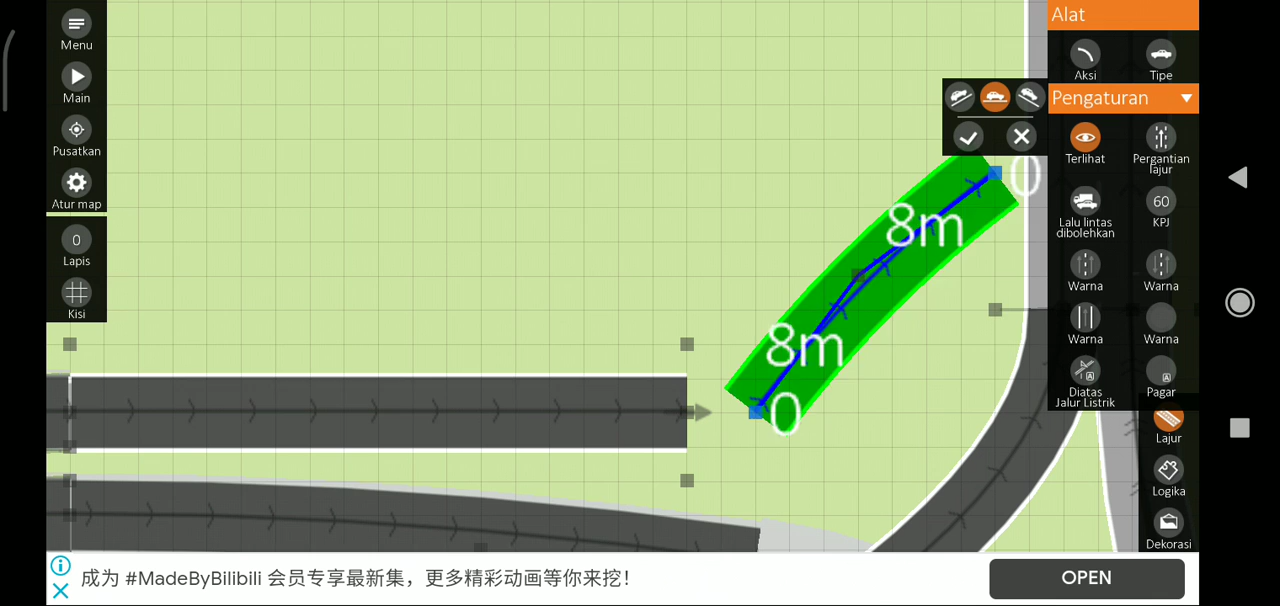 Menu
Main
Pusatkan
Atur map
0
Lapis
Kisi
Alat
Aksi
Tipe
Pengaturan
Terlihat
Pergantian
lajur
Lalu lintas
dibolehkan
60
KPJ
Warna
Warna
Warna
Warna
Diatas
Jalur Listrik
A
Pagar
A
Lajur
Logika
Dekorasi
0
8m
8m
0
成为 #MadeByBilibili 会员专享最新集，更多精彩动画等你来挖！
OPEN